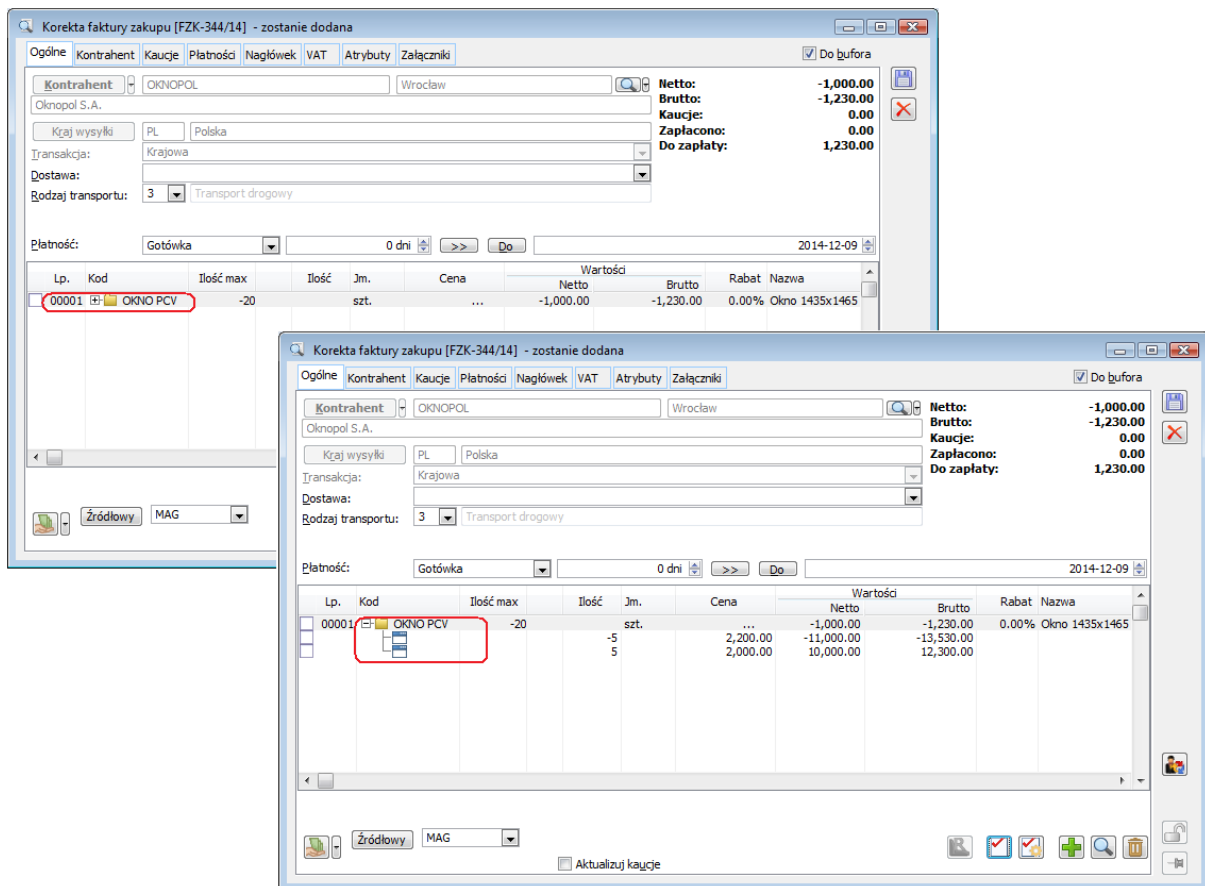 Korekta faktury zakupu [FZK-344/14] - zostanie dodana
Ogólne Kontrahent Kaucje Płatności Nagłówek VAT Atrybuty Załączniki Do bufora
Kontrahent OKNOPOL Wrocław Netto: -1,000.00
Oknopol S.A. Brutto: -1,230.00
Kaucje: 0.00
Kraj wysyłki PL Polska Zapłacono: 0.00
Transakcja: Krajowa Do zapłaty: 1,230.00
Dostawa:
Rodzaj transportu: 3 Transport drogowy
Płatność: Gotówka 0 dni >> Do 2014-12-09
Lp. Kod Ilość max Ilość Jm. Cena Wartości Rabat Nazwa
Netto Brutto
00001 OKNO PCV -20 szt. ... -1,000.00 -1,230.00 0.00% Okno 1435x1465
Źródłowy MAG
Korekta faktury zakupu [FZK-344/14] - zostanie dodana
Ogólne Kontrahent Kaucje Płatności Nagłówek VAT Atrybuty Załączniki Do bufora
Kontrahent OKNOPOL Wrocław Netto: -1,000.00
Oknopol S.A. Brutto: -1,230.00
Kaucje: 0.00
Kraj wysyłki PL Polska Zapłacono: 0.00
Transakcja: Krajowa Do zapłaty: 1,230.00
Dostawa:
Rodzaj transportu: 3 Transport drogowy
Płatność: Gotówka 0 dni >> Do 2014-12-09
Lp. Kod Ilość max Ilość Jm. Cena Wartości Rabat Nazwa
Netto Brutto
00001 OKNO PCV -20 szt. ... -1,000.00 -1,230.00 0.00% Okno 1435x1465
-5 2,200.00 -11,000.00 -13,530.00
5 2,000.00 10,000.00 12,300.00
Źródłowy MAG
Aktualizuj kaucje